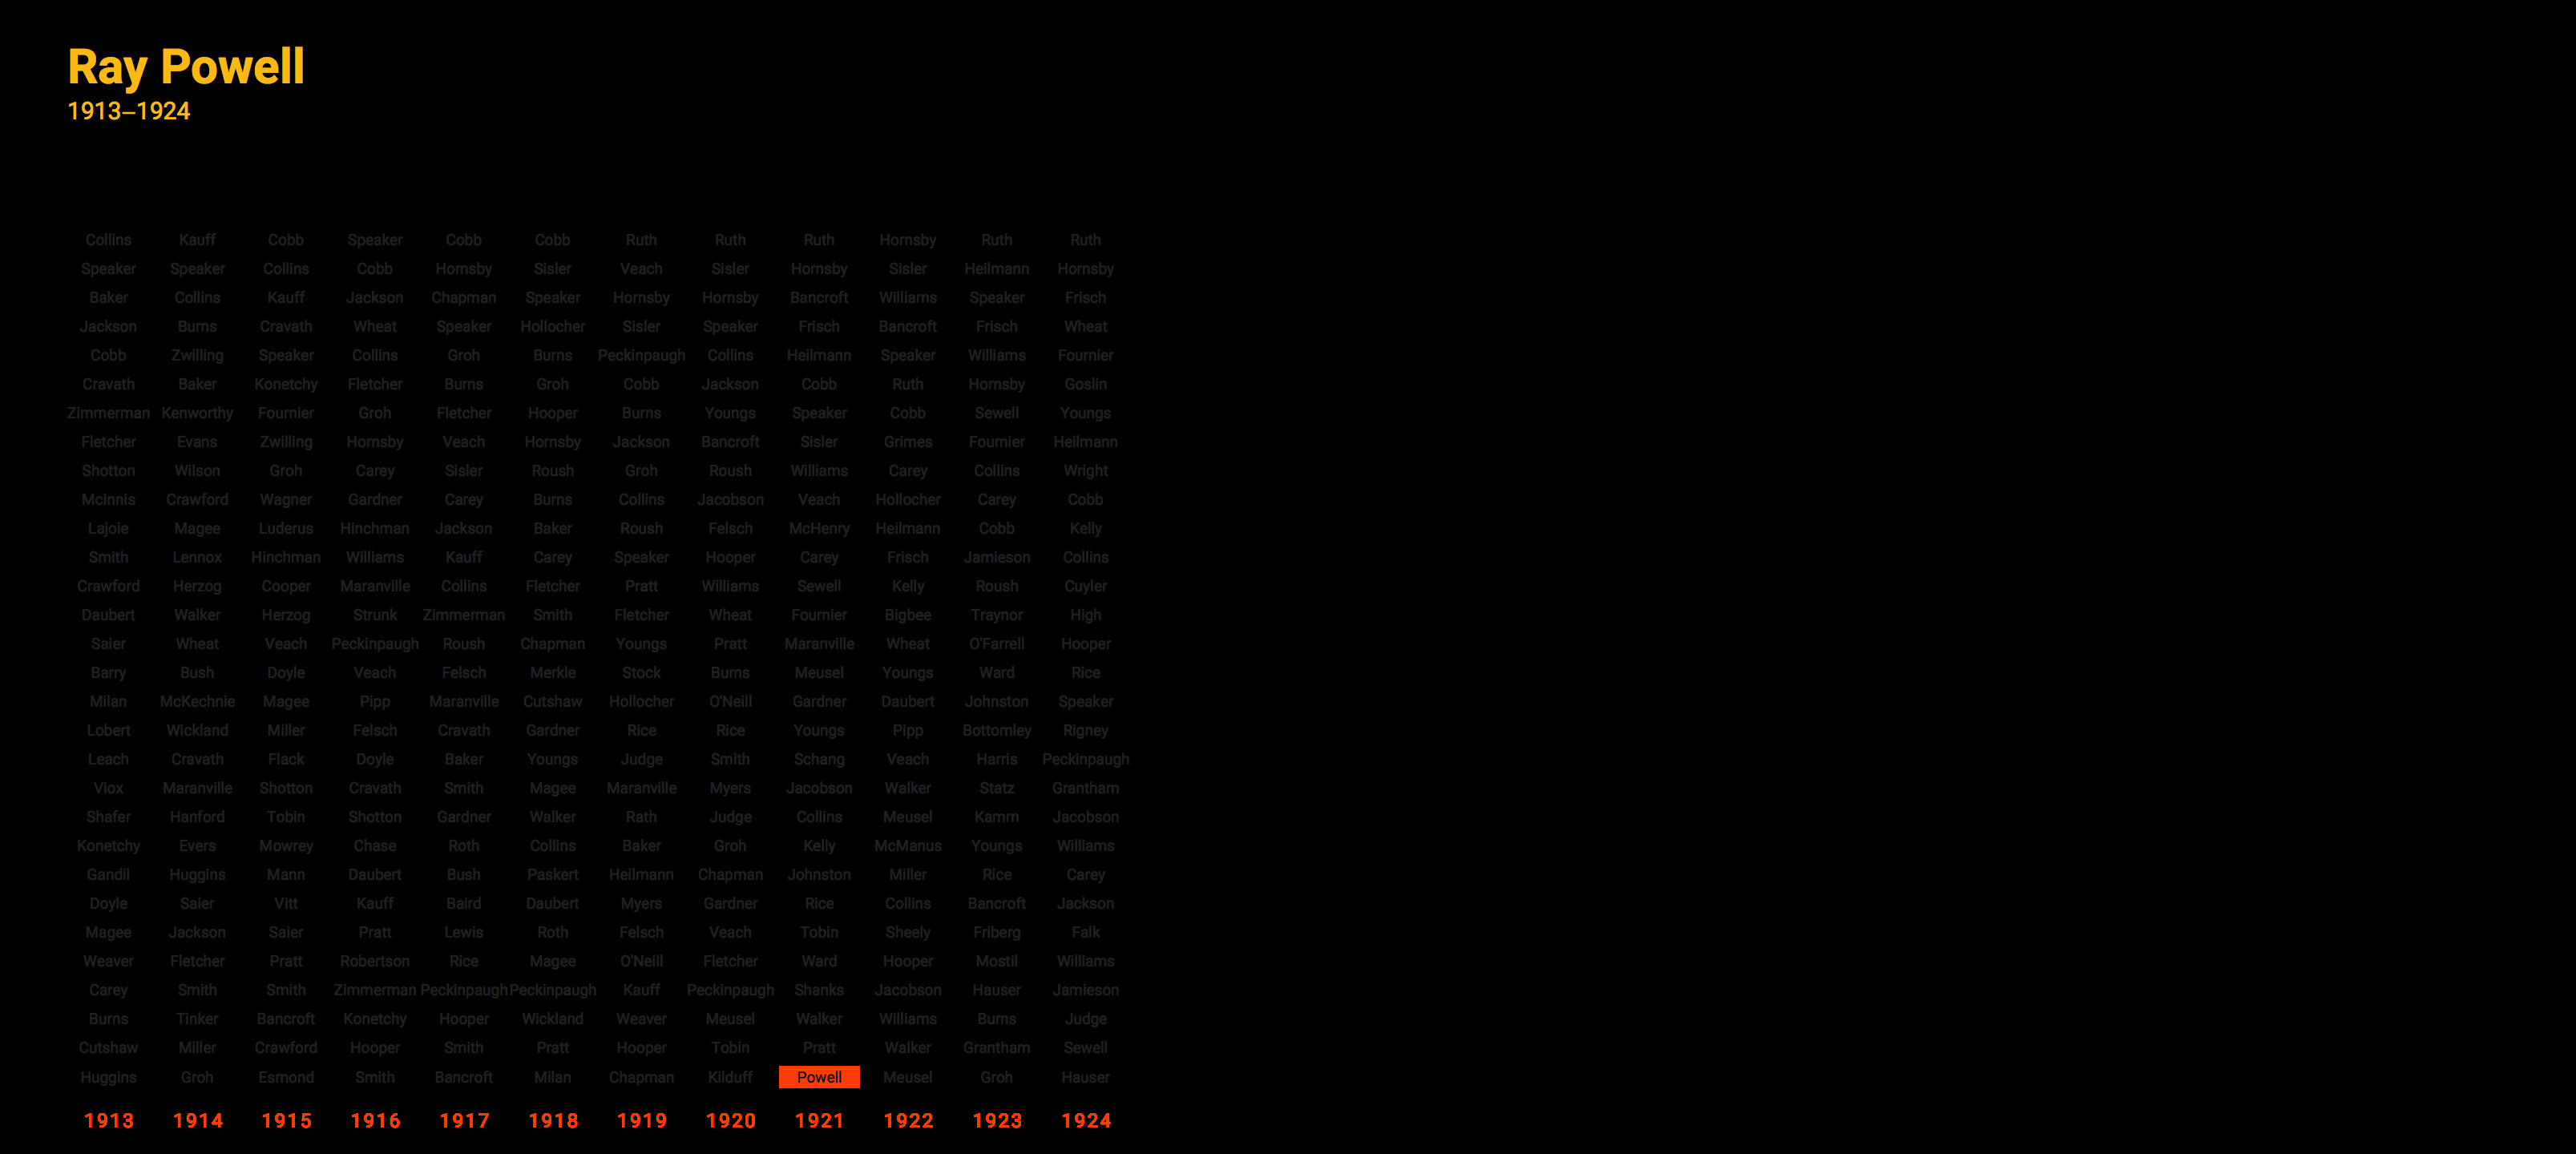 Ray Powell
1913–1924
Collins Kauff Cobb Speaker Cobb Cobb Ruth Ruth Ruth Hornsby Ruth Ruth
Speaker Speaker Collins Cobb Hornsby Sisler Veach Sisler Hornsby Sisler Heilmann Hornsby
Baker Collins Kauff Jackson Chapman Speaker Hornsby Hornsby Bancroft Williams Speaker Frisch
Jackson Burns Cravath Wheat Speaker Hollocher Sisler Speaker Frisch Bancroft Frisch Wheat
Cobb Zwilling Speaker Collins Groh Burns Peckinpaugh Collins Heilmann Speaker Williams Fournier
Cravath Baker Konetchy Fletcher Burns Groh Cobb Jackson Cobb Ruth Hornsby Goslin
Zimmerman Kenworthy Fournier Groh Fletcher Hooper Burns Youngs Speaker Cobb Sewell Youngs
Fletcher Evans Zwilling Hornsby Veach Hornsby Jackson Bancroft Sisler Grimes Fournier Heilmann
Shotton Wilson Groh Carey Sisler Roush Groh Roush Williams Carey Collins Wright
McInnis Crawford Wagner Gardner Carey Burns Collins Jacobson Veach Hollocher Carey Cobb
Lajoie Magee Luderus Hinchman Jackson Baker Roush Felsch McHenry Heilmann Cobb Kelly
Smith Lennox Hinchman Williams Kauff Carey Speaker Hooper Carey Frisch Jamieson Collins
Crawford Herzog Cooper Maranville Collins Fletcher Pratt Williams Sewell Kelly Roush Cuyler
Daubert Walker Herzog Strunk Zimmerman Smith Fletcher Wheat Fournier Bigbee Traynor High
Saier Wheat Veach Peckinpaugh Roush Chapman Youngs Pratt Maranville Wheat O'Farrell Hooper
Barry Bush Doyle Veach Felsch Merkle Stock Burns Meusel Youngs Ward Rice
Milan McKechnie Magee Pipp Maranville Cutshaw Hollocher O'Neill Gardner Daubert Johnston Speaker
Lobert Wickland Miller Felsch Cravath Gardner Rice Rice Youngs Pipp Bottomley Rigney
Leach Cravath Flack Doyle Baker Youngs Judge Smith Schang Veach Harris Peckinpaugh
Viox Maranville Shotton Cravath Smith Magee Maranville Myers Jacobson Walker Statz Grantham
Shafer Hanford Tobin Shotton Gardner Walker Rath Judge Collins Meusel Kamm Jacobson
Konetchy Evers Mowrey Chase Roth Collins Baker Groh Kelly McManus Youngs Williams
Gandil Huggins Mann Daubert Bush Paskert Heilmann Chapman Johnston Miller Rice Carey
Doyle Saier Vitt Kauff Baird Daubert Myers Gardner Rice Collins Bancroft Jackson
Magee Jackson Saier Pratt Lewis Roth Felsch Veach Tobin Sheely Friberg Falk
Weaver Fletcher Pratt Robertson Rice Magee O'Neill Fletcher Ward Hooper Mostil Williams
Carey Smith Smith Zimmerman Peckinpaugh Peckinpaugh Kauff Peckinpaugh Shanks Jacobson Hauser Jamieson
Burns Tinker Bancroft Konetchy Hooper Wickland Weaver Meusel Walker Williams Burns Judge
Cutshaw Miller Crawford Hooper Smith Pratt Hooper Tobin Pratt Walker Grantham Sewell
Huggins Groh Esmond Smith Bancroft Milan Chapman Kilduff Powell Meusel Groh Hauser
1913 1914 1915 1916 1917 1918 1919 1920 1921 1922 1923 1924